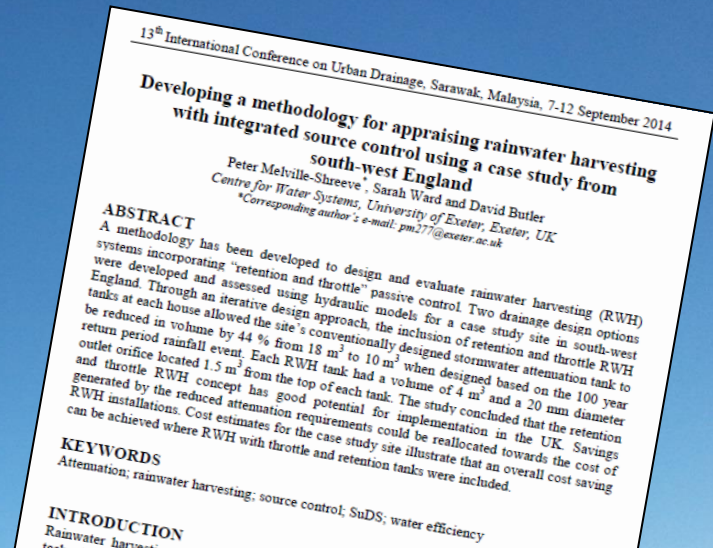 13th International Conference on Urban Drainage, Sarawak, Malaysia, 7-12 September 2014
Developing a methodology for appraising rainwater harvesting
with integrated source control using a case study from
south-west England
Peter Melville-Shreeve*, Sarah Ward and David Butler
Centre for Water Systems, University of Exeter, Exeter, UK
*Corresponding author's e-mail: pm277@exeter.ac.uk
ABSTRACT
A methodology has been developed to design and evaluate rainwater harvesting (RWH)
systems incorporating "retention and throttle" passive control. Two drainage design options
were developed and assessed using hydraulic models for a case study site in south-west
England. Through an iterative design approach, the inclusion of retention and throttle RWH
tanks at each house allowed the site's conventionally designed stormwater attenuation tank to
be reduced in volume by 44 % from 18 m3 to 10 m3 when designed based on the 100 year
return period rainfall event. Each RWH tank had a volume of 4 m3 and a 20 mm diameter
outlet orifice located 1.5 m3 from the top of each tank. The study concluded that the retention
and throttle RWH concept has good potential for implementation in the UK. Savings
generated by the reduced attenuation requirements could be reallocated towards the cost of
RWH installations. Cost estimates for the case study site illustrate that an overall cost saving
can be achieved where RWH with throttle and retention tanks were included.
KEYWORDS
Attenuation; rainwater harvesting; source control; SuDS; water efficiency
INTRODUCTION
Rainwater